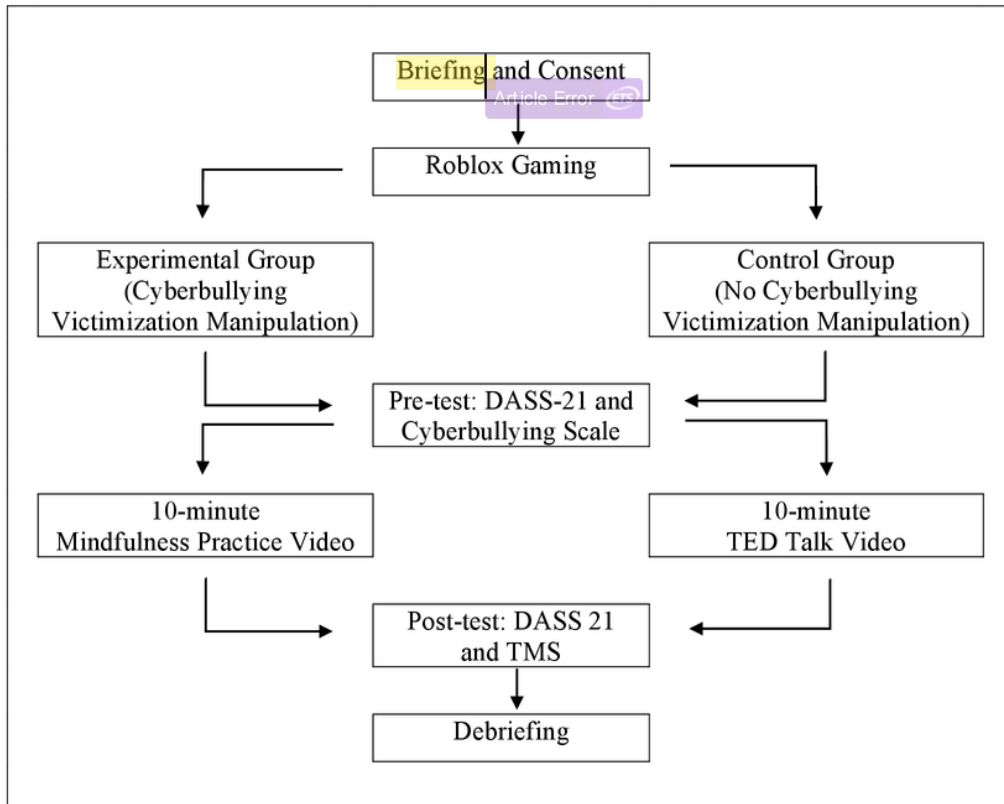 Briefing and Consent
Article Error ETS
Roblox Gaming
Experimental Group
(Cyberbullying
Victimization Manipulation)
Control Group
(No Cyberbullying
Victimization Manipulation)
Pre-test: DASS-21 and
Cyberbullying Scale
10-minute
Mindfulness Practice Video
10-minute
TED Talk Video
Post-test: DASS 21
and TMS
Debriefing